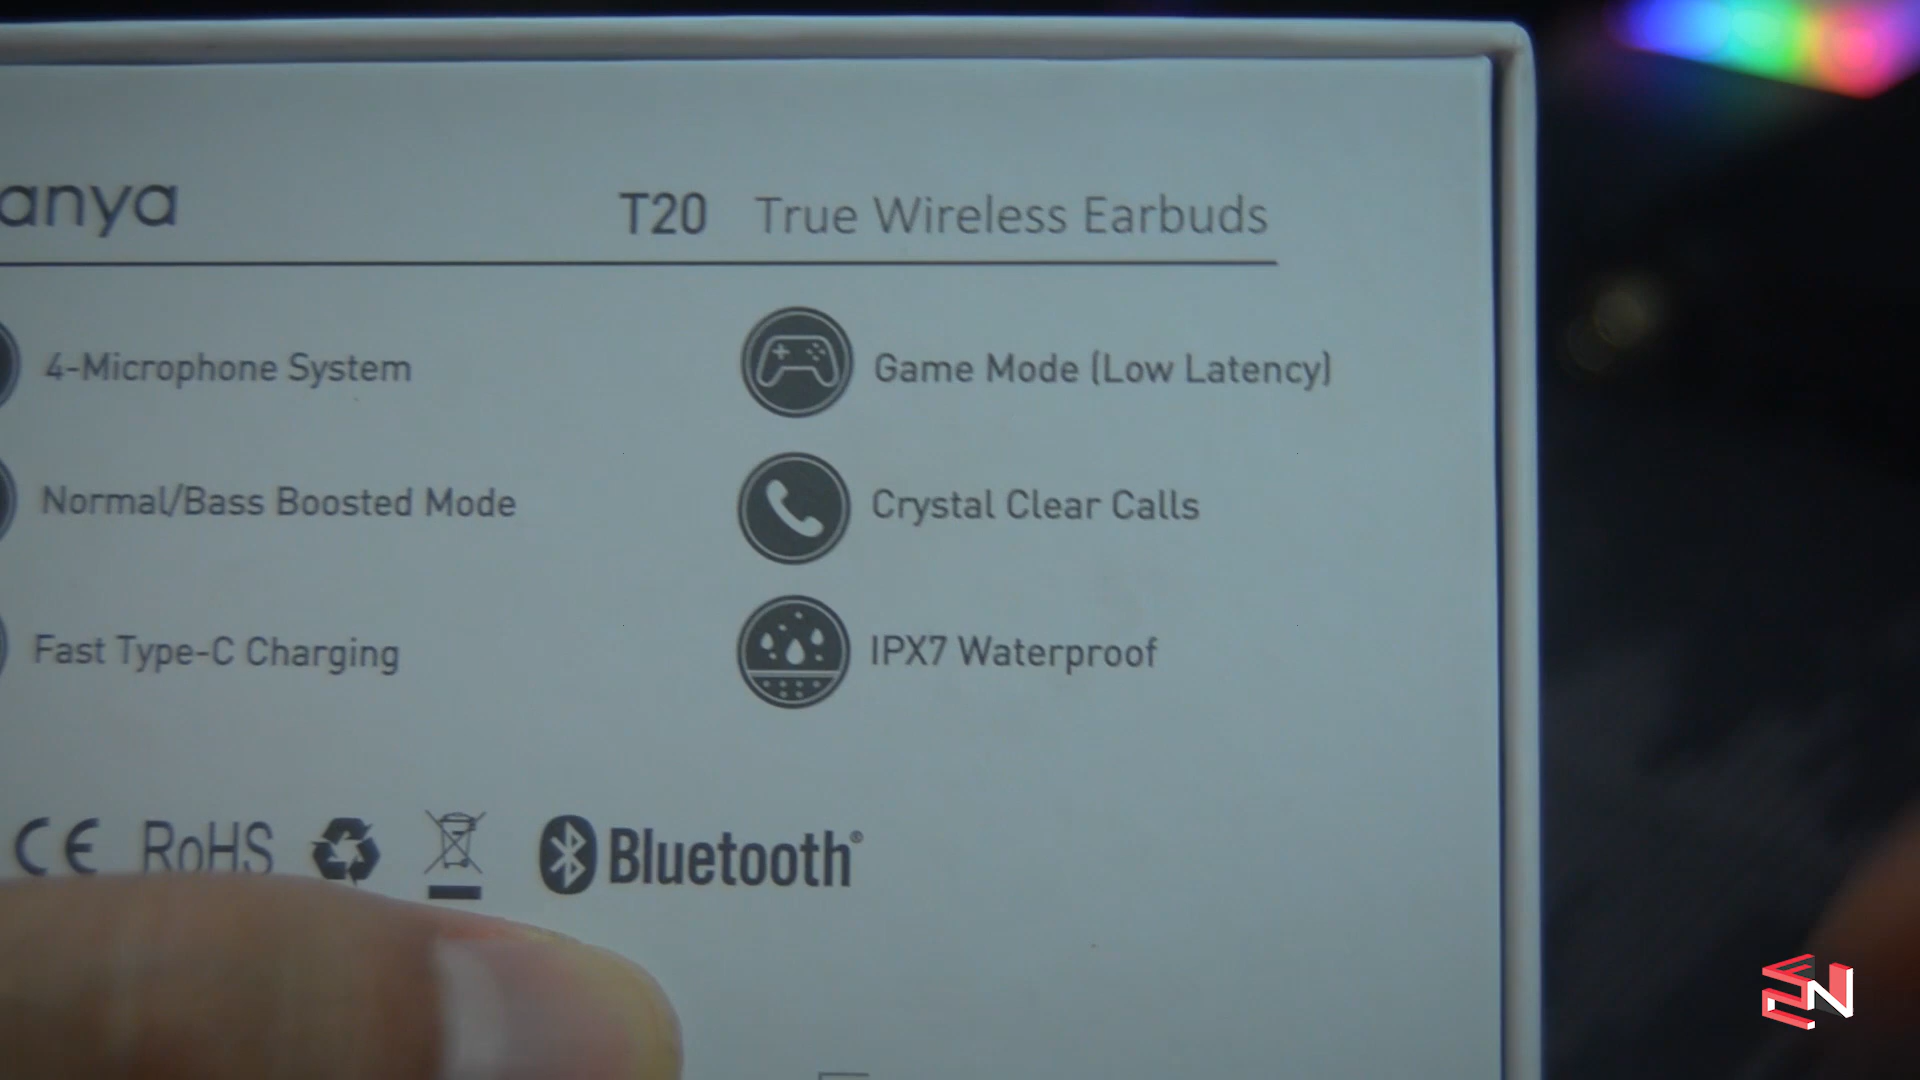 anya
T20 True Wireless Earbuds
4-Microphone System
Game Mode (Low Latency)
Normal/Bass Boosted Mode
Crystal Clear Calls
Fast Type-C Charging
IPX7 Waterproof
CE RoHS Bluetooth®